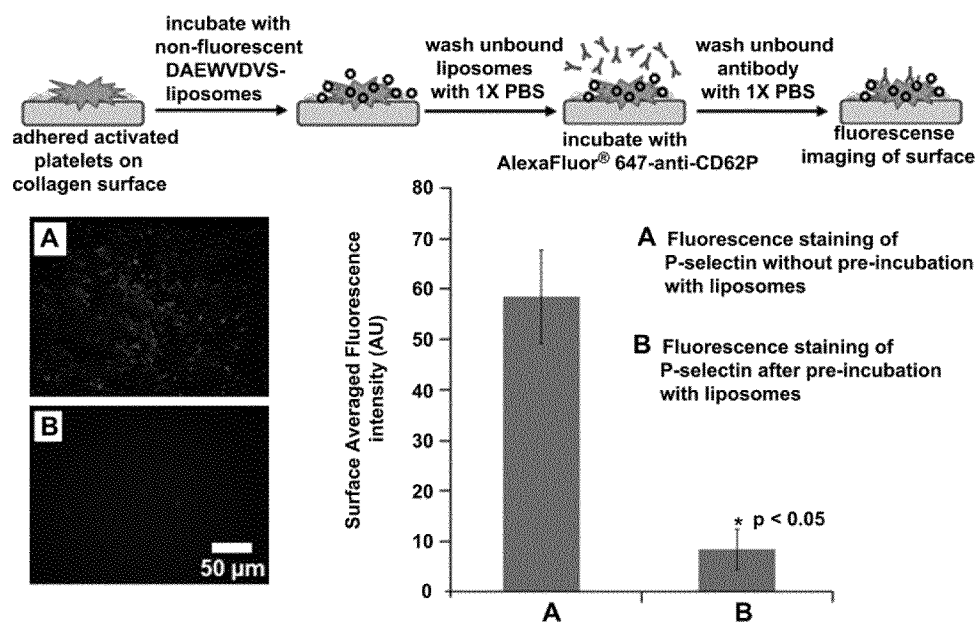 incubate with
non-fluorescent
DAEWVDVS-
liposomes
wash unbound
liposomes
with 1X PBS
wash unbound
antibody
with 1X PBS
adhered activated
platelets on
collagen surface
incubate with
AlexaFluor® 647-anti-CD62P
fluorescense
imaging of surface
A
B
50 µm
Surface Averaged Fluorescence
intensity (AU)
80
70
60
50
40
30
20
10
0
* p < 0.05
A
B
A Fluorescence staining of
P-selectin without pre-incubation
with liposomes
B Fluorescence staining of
P-selectin after pre-incubation
with liposomes